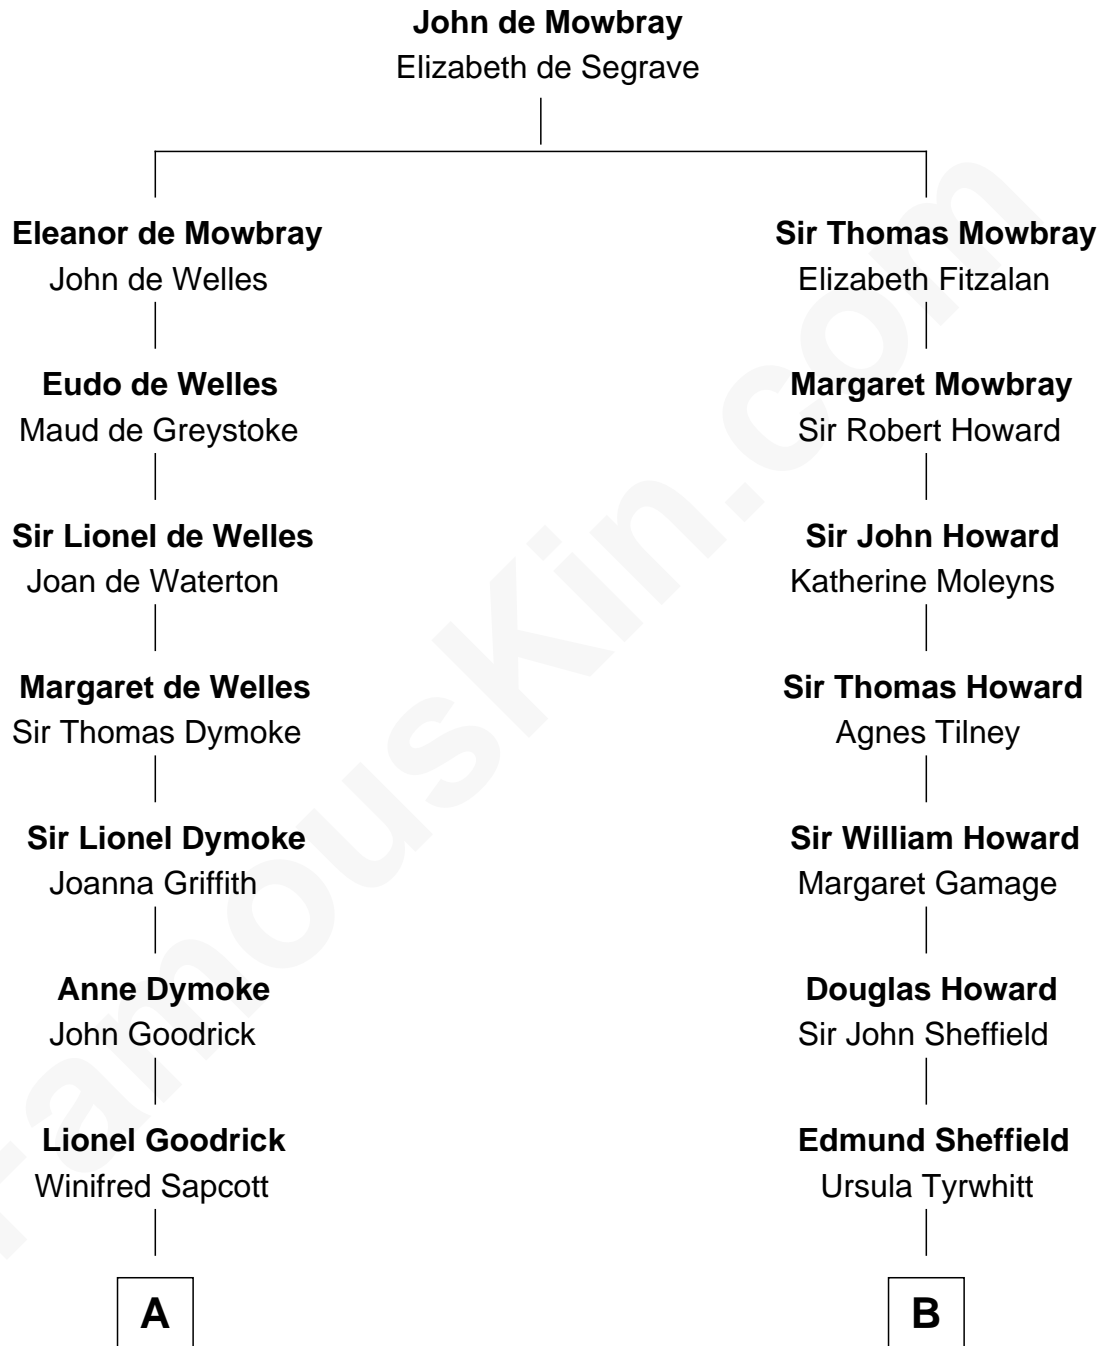 John de Mowbray
Elizabeth de Segrave
Eleanor de Mowbray
John de Welles
Sir Thomas Mowbray
Elizabeth Fitzalan
Eudo de Welles
Maud de Greystoke
Margaret Mowbray
Sir Robert Howard
Sir Lionel de Welles
Joan de Waterton
Sir John Howard
Katherine Moleyns
Margaret de Welles
Sir Thomas Dymoke
Sir Thomas Howard
Agnes Tilney
Sir Lionel Dymoke
Joanna Griffith
Sir William Howard
Margaret Gamage
Anne Dymoke
John Goodrick
Douglas Howard
Sir John Sheffield
Lionel Goodrick
Winifred Sapcott
Edmund Sheffield
Ursula Tyrwhitt
A
B
FamousKin.com